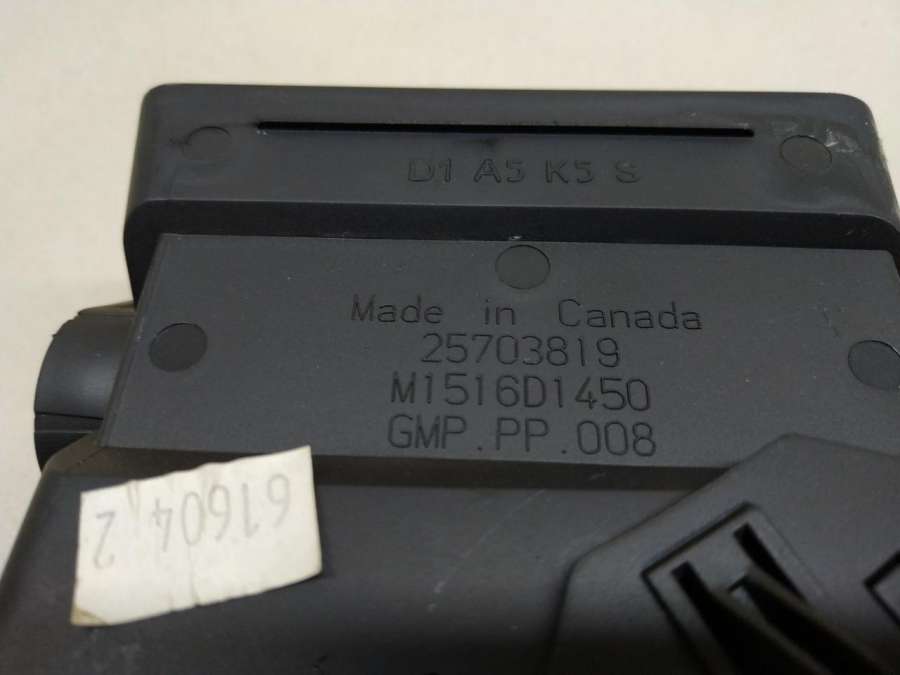 D1 A5 K5 S
Made in Canada
25703819
M1516D1450
GMP.PP.008
61604 2